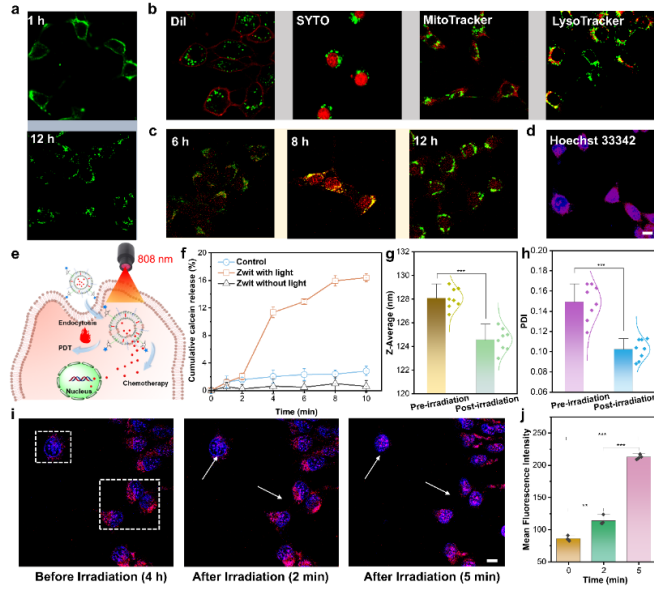 a
1 h
12 h
b
DiI
SYTO
MitoTracker
LysoTracker
c
6 h
8 h
12 h
d
Hoechst 33342
e
808 nm
Endocytosis
PDT
Chemotherapy
Nucleus
f
Cumulative calcein release (%)
20
16
12
8
4
0
Control
Zwit with light
Zwit without light
0 2 4 6 8 10
Time (min)
g
Z-Average (nm)
130
128
126
124
122
120
***
Pre-irradiation
Post-irradiation
h
PDI
0.20
0.18
0.16
0.14
0.12
0.10
0.08
0.06
***
Pre-irradiation
Post-irradiation
i
Before Irradiation (4 h)
After Irradiation (2 min)
After Irradiation (5 min)
j
Mean Fluorescence Intensity
250
200
150
100
50
***
***
**
0 2 5
Time (min)